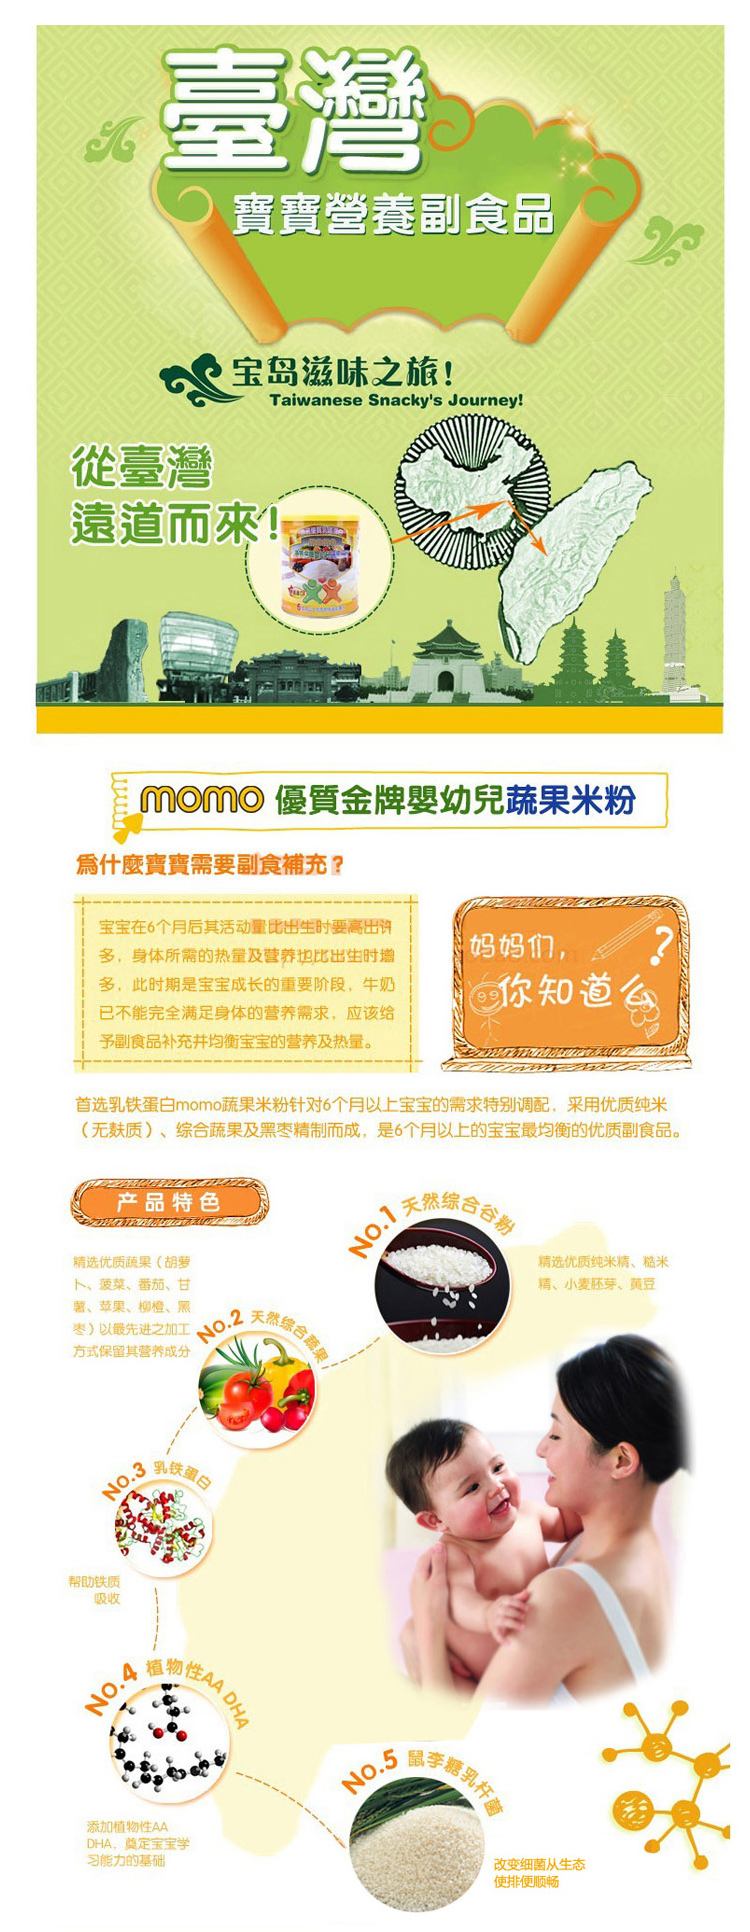 臺灣
寶寶營養副食品
宝岛滋味之旅！
Taiwanese Snacky's Journey!
從臺灣
遠道而來！
momo 優質金牌嬰幼兒蔬果米粉
爲什麼寶寶需要副食補充？
宝宝在6个月后其活动量比出生时要高出许
多，身体所需的热量及营养也比出生时增
多，此时期是宝宝成长的重要阶段，牛奶
已不能完全满足身体的营养需求，应该给
予副食品补充并均衡宝宝的营养及热量。
妈妈们，
你知道么
?
首选乳铁蛋白momo蔬果米粉针对6个月以上宝宝的需求特别调配，采用优质纯米
（无麸质）、综合蔬果及黑枣精制而成，是6个月以上的宝宝最均衡的优质副食品。
产品特色
NO.1 天然综合谷粉
精选优质纯米精、糙米
精、小麦胚芽、黄豆
NO.2 天然综合蔬果
精选优质蔬果（胡萝
卜、菠菜、番茄、甘
薯、苹果、柳橙、黑
枣）以最先进之加工
方式保留其营养成分
NO.3 乳铁蛋白
帮助铁质
吸收
NO.4 植物性AA DHA
添加植物性AA
DHA、奠定宝宝学
习能力的基础
NO.5 鼠李糖乳杆菌
改变细菌丛生态
使排便顺畅